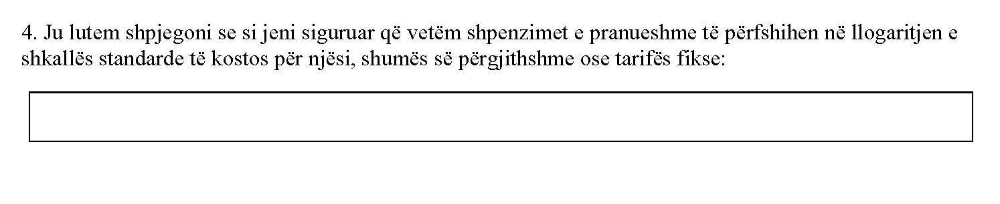 4. Ju lutem shpjegoni se si jeni siguruar që vetëm shpenzimet e pranueshme të përfshihen në llogaritjen e
shkallës standarde të kostos për njësi, shumës së përgjithshme ose tarifës fikse: